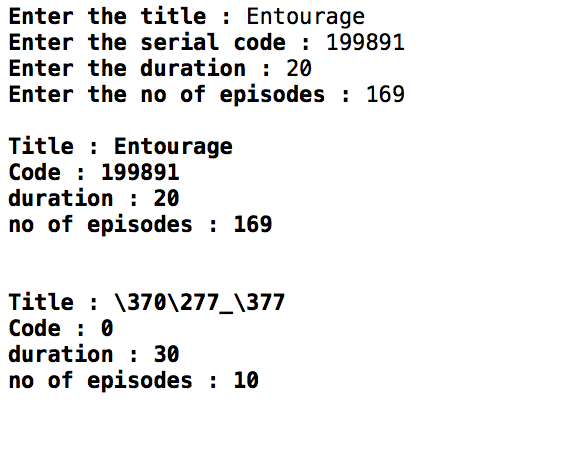 Enter the title : Entourage
Enter the serial code : 199891
Enter the duration : 20
Enter the no of episodes : 169
Title : Entourage
Code : 199891
duration : 20
no of episodes : 169
Title : \370\277_\377
Code : 0
duration : 30
no of episodes : 10